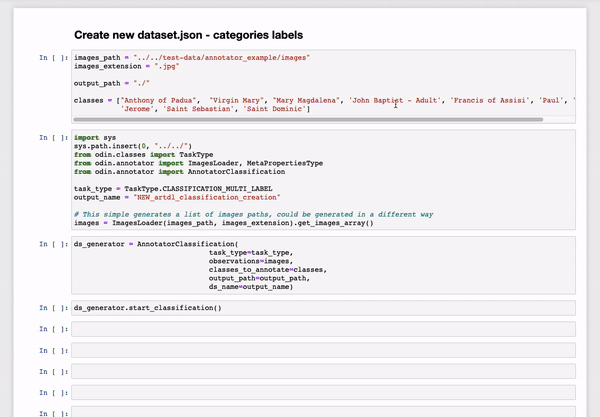 Create new dataset.json - categories labels
In [ ]: images_path = "../../test-data/annotator_example/images"
images_extension = ".jpg"
output_path = "./"
classes = ["Anthony of Padua", "Virgin Mary", "Mary Magdalena", 'John Baptist - Adult', 'Francis of Assisi', 'Paul', '
'Jerome', 'Saint Sebastian', 'Saint Dominic']
In [ ]: import sys
sys.path.insert(0, "../../")
from odin.classes import TaskType
from odin.annotator import ImagesLoader, MetaPropertiesType
from odin.annotator import AnnotatorClassification
task_type = TaskType.CLASSIFICATION_MULTI_LABEL
output_name = "NEW_artdl_classification_creation"
# This simple generates a list of images paths, could be generated in a different way
images = ImagesLoader(images_path, images_extension).get_images_array()
In [ ]: ds_generator = AnnotatorClassification(
task_type=task_type,
observations=images,
classes_to_annotate=classes,
output_path=output_path,
ds_name=output_name)
In [ ]: ds_generator.start_classification()
In [ ]:
In [ ]:
In [ ]:
In [ ]:
In [ ]: